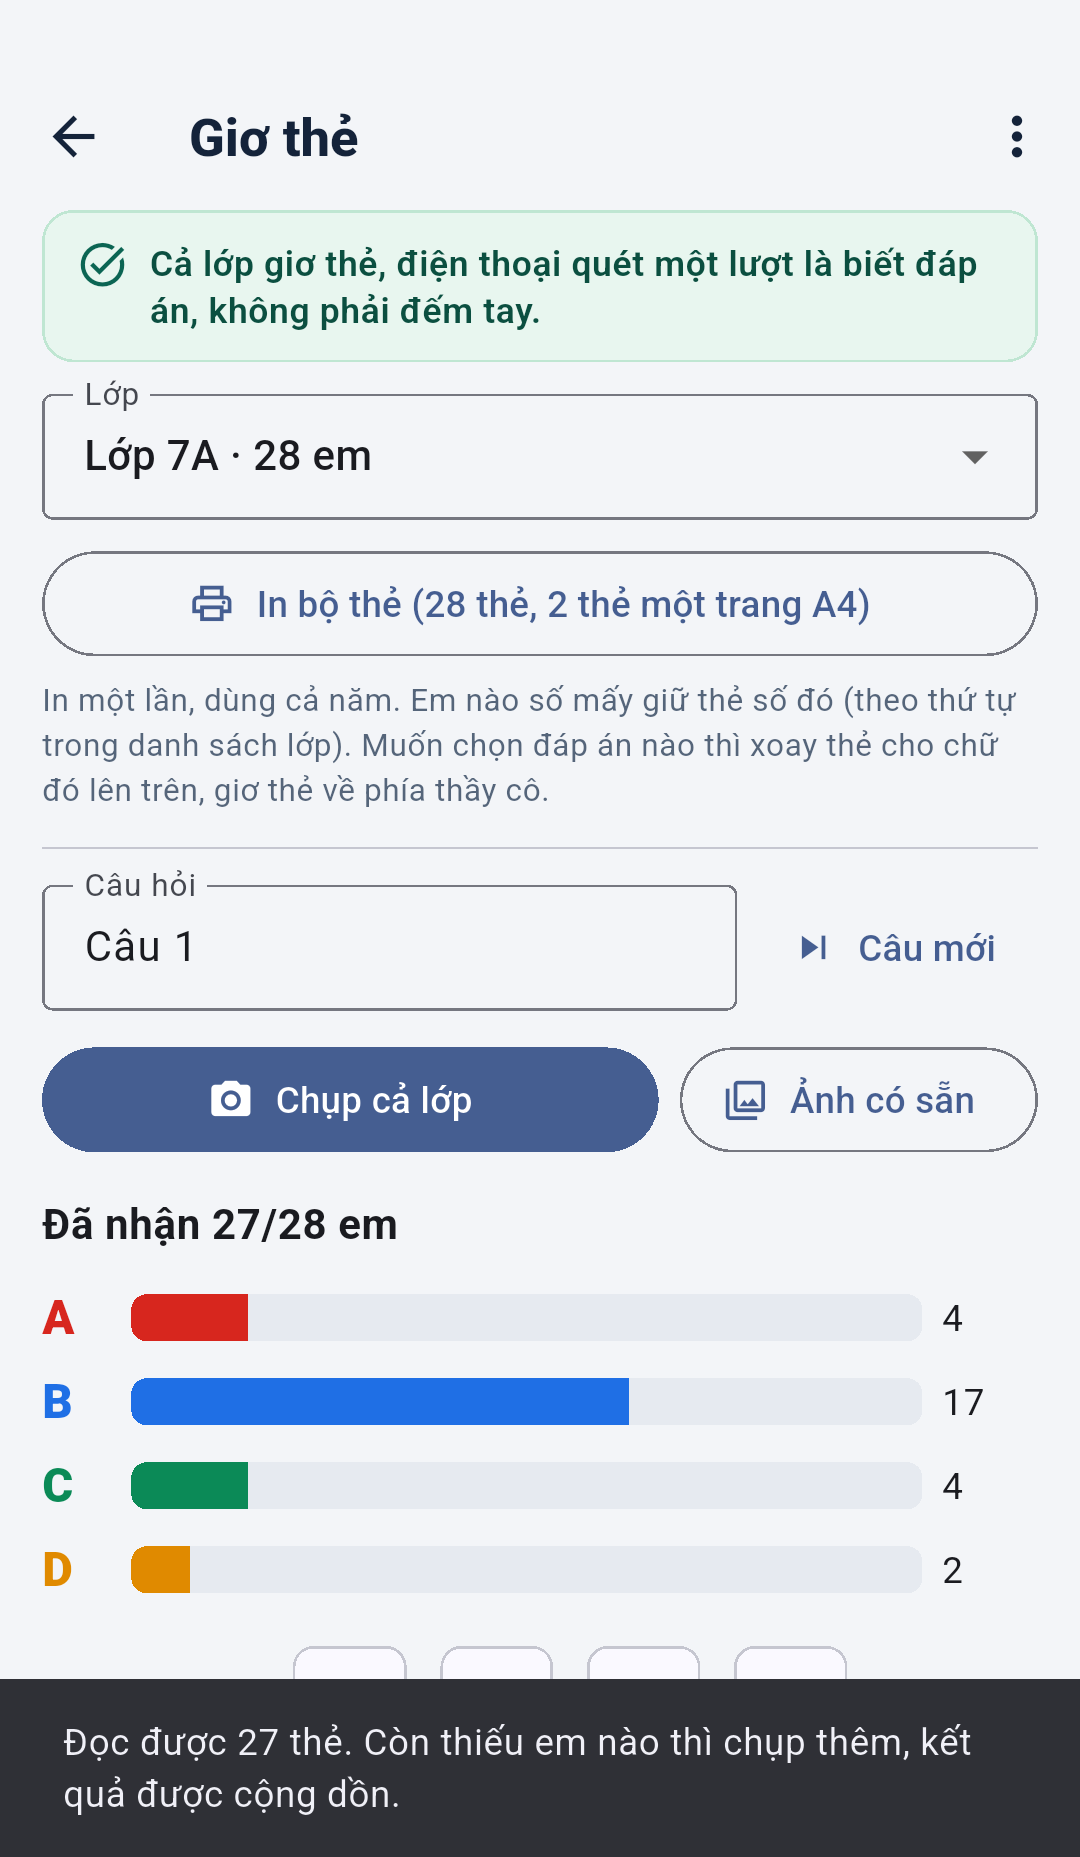 Giơ thẻ
Cả lớp giơ thẻ, điện thoại quét một lượt là biết đáp
án, không phải đếm tay.
Lớp
Lớp 7A · 28 em
In bộ thẻ (28 thẻ, 2 thẻ một trang A4)
In một lần, dùng cả năm. Em nào số mấy giữ thẻ số đó (theo thứ tự
trong danh sách lớp). Muốn chọn đáp án nào thì xoay thẻ cho chữ
đó lên trên, giơ thẻ về phía thầy cô.
Câu hỏi
Câu 1
Câu mới
Chụp cả lớp
Ảnh có sẵn
Đã nhận 27/28 em
A 4
B 17
C 4
D 2
Đọc được 27 thẻ. Còn thiếu em nào thì chụp thêm, kết
quả được cộng dồn.